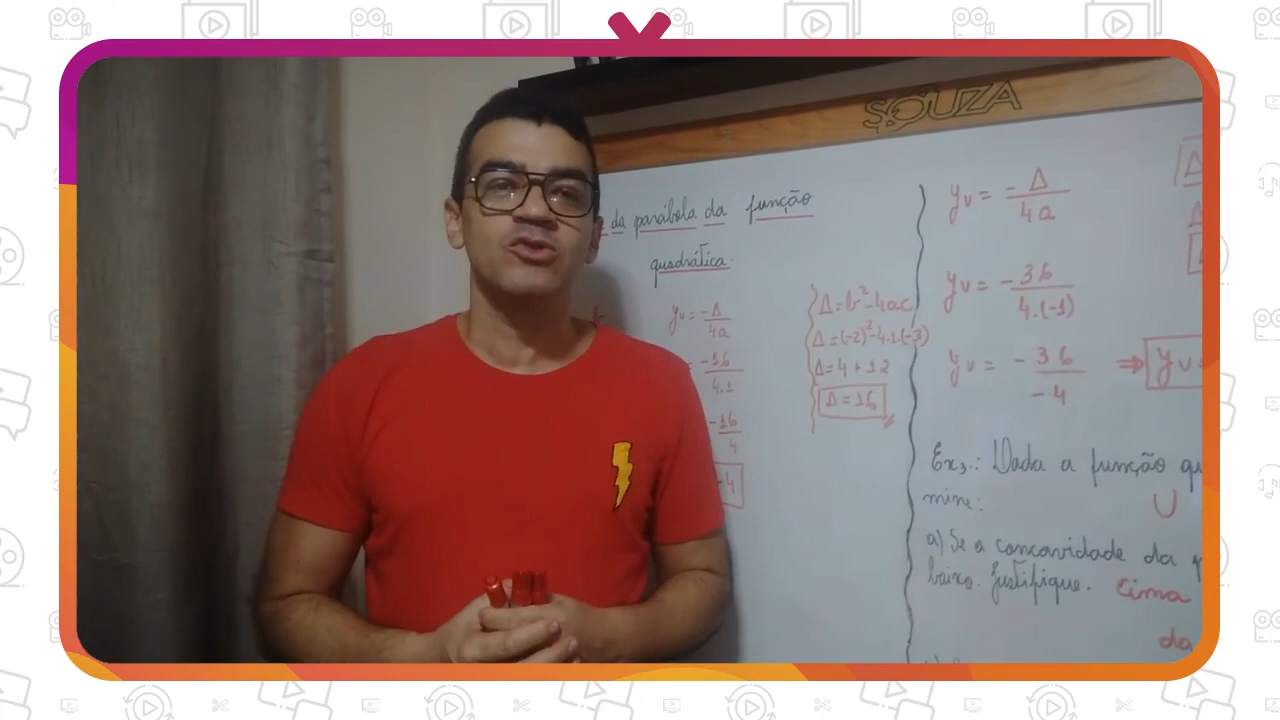 SOUZA
da parábola da função
quadrática.
yv = -Δ/4a
-16/4.1
-16/4
-4
Δ=b²-4ac
Δ=(-2)²-4.1.(-3)
Δ=4+12
Δ=16
yv = -Δ/4a
yv = -36/4.(-1)
yv = -36/-4 ⇒ yv =
Ex3.: Dada a função
mine:
U
a) Se a concavidade da
baixo. Justifique. Cima
da